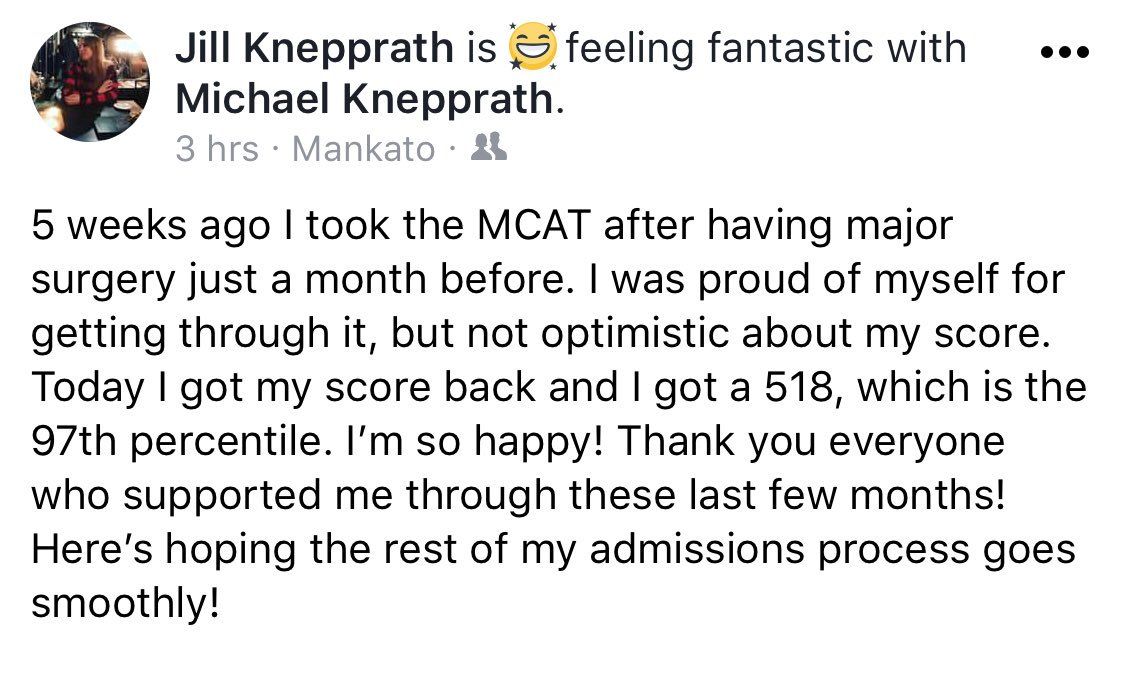 Jill Knepprath is 😆 feeling fantastic with
Michael Knepprath.
3 hrs · Mankato ·
5 weeks ago I took the MCAT after having major
surgery just a month before. I was proud of myself for
getting through it, but not optimistic about my score.
Today I got my score back and I got a 518, which is the
97th percentile. I’m so happy! Thank you everyone
who supported me through these last few months!
Here’s hoping the rest of my admissions process goes
smoothly!